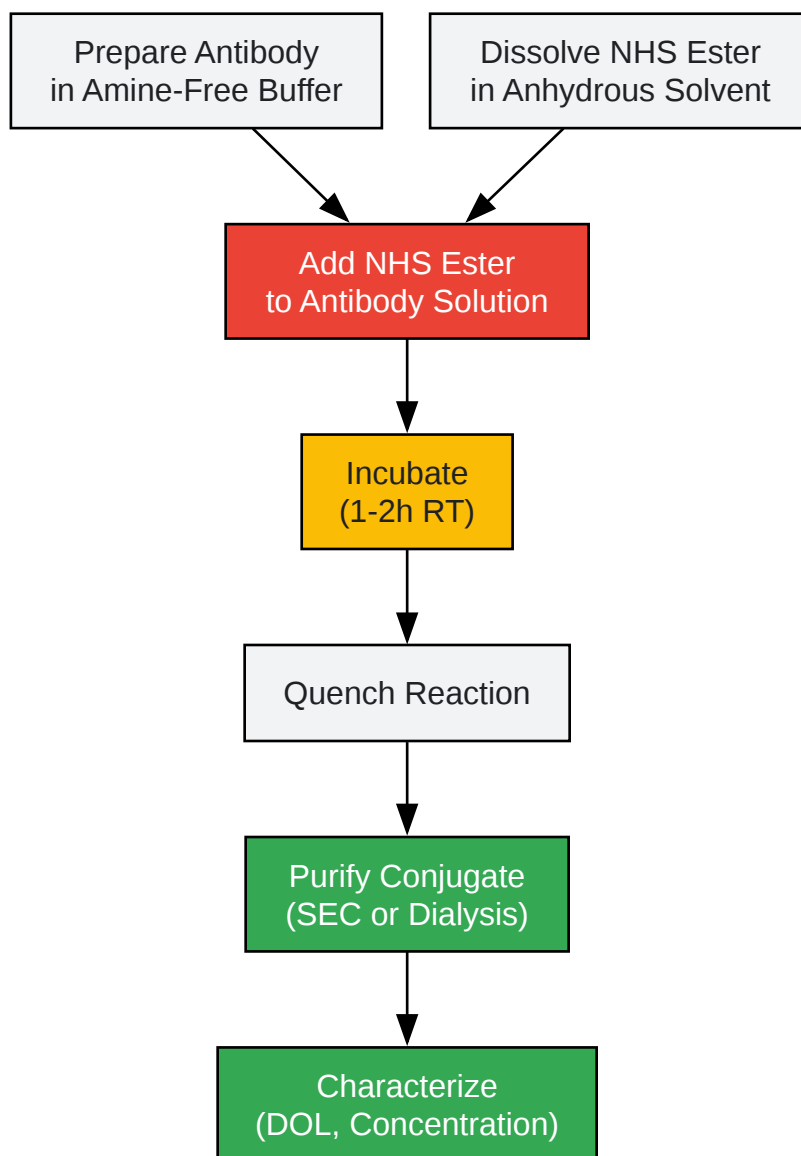 Prepare Antibody
in Amine-Free Buffer
Dissolve NHS Ester
in Anhydrous Solvent
Add NHS Ester
to Antibody Solution
Incubate
(1-2h RT)
Quench Reaction
Purify Conjugate
(SEC or Dialysis)
Characterize
(DOL, Concentration)